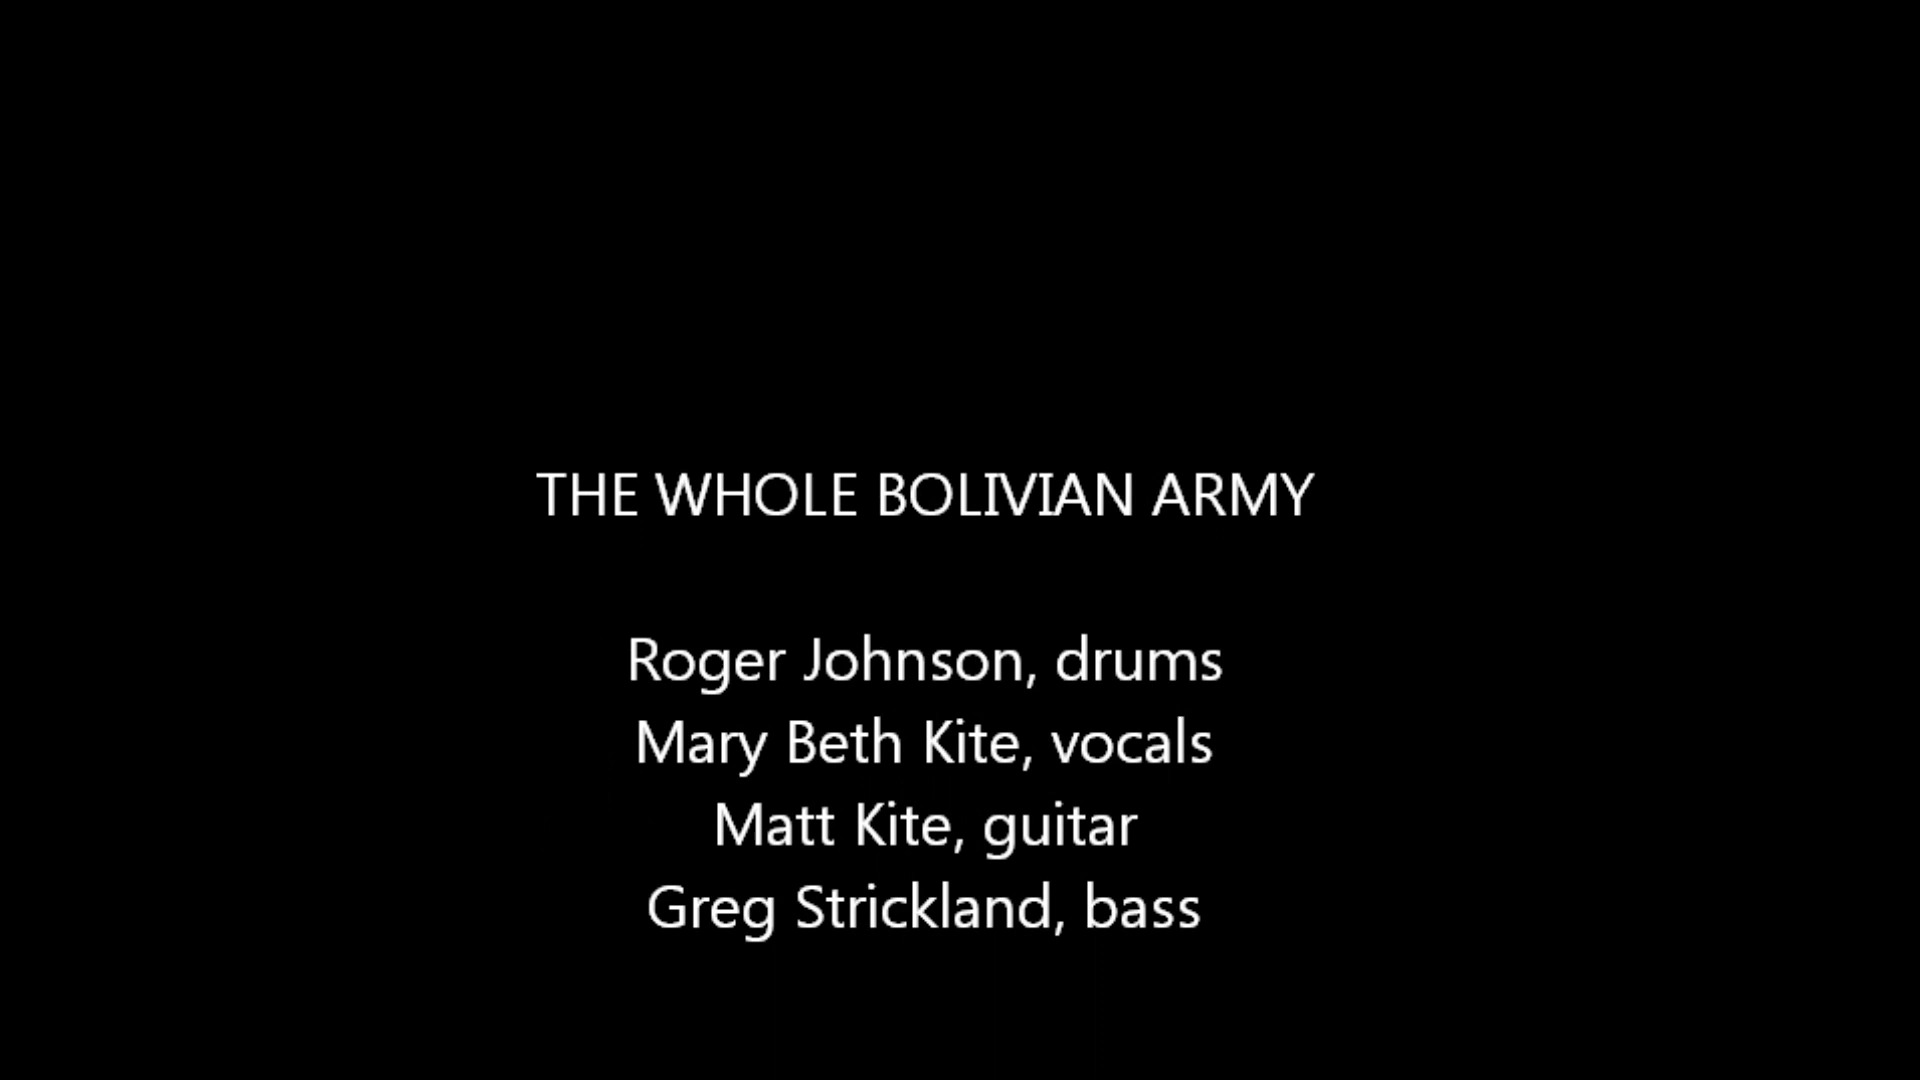 THE WHOLE BOLIVIAN ARMY
Roger Johnson, drums
Mary Beth Kite, vocals
Matt Kite, guitar
Greg Strickland, bass